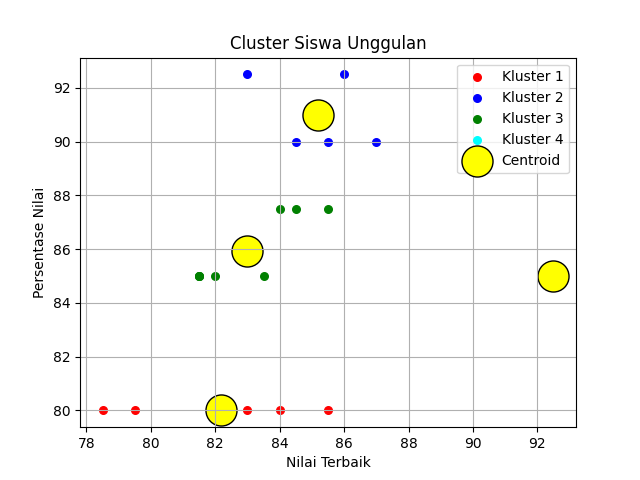 Cluster Siswa Unggulan
Kluster 1
Kluster 2
Kluster 3
Kluster 4
Centroid
Persentase Nilai
92
90
88
86
84
82
80
78 80 82 84 86 88 90 92
Nilai Terbaik